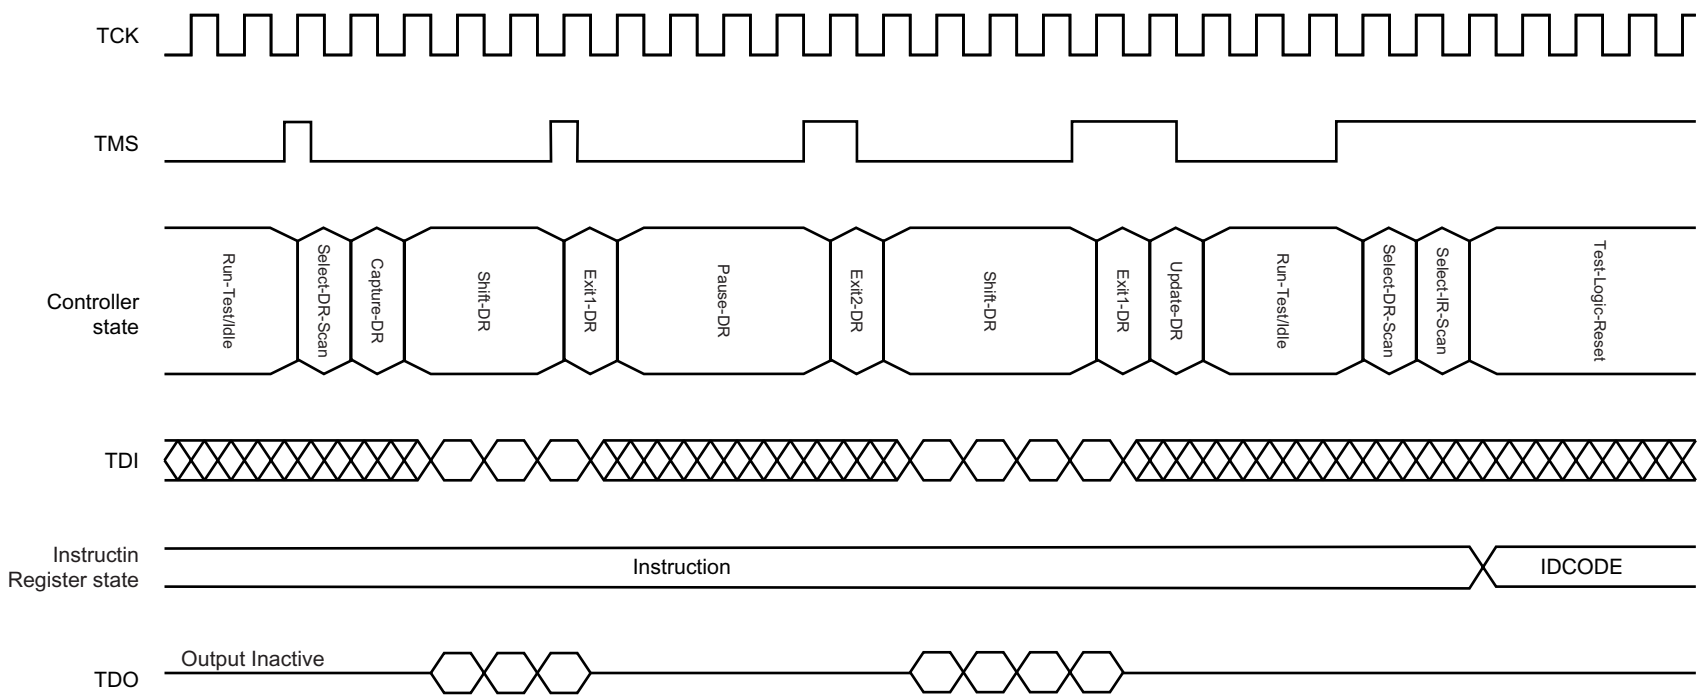 TCK
TMS
Controller
state
Run-Test/Idle
Select-DR-Scan
Capture-DR
Shift-DR
Exit1-DR
Pause-DR
Exit2-DR
Shift-DR
Exit1-DR
Update-DR
Run-Test/Idle
Select-DR-Scan
Select-IR-Scan
Test-Logic-Reset
TDI
Instructin
Register state
Instruction
IDCODE
TDO
Output Inactive